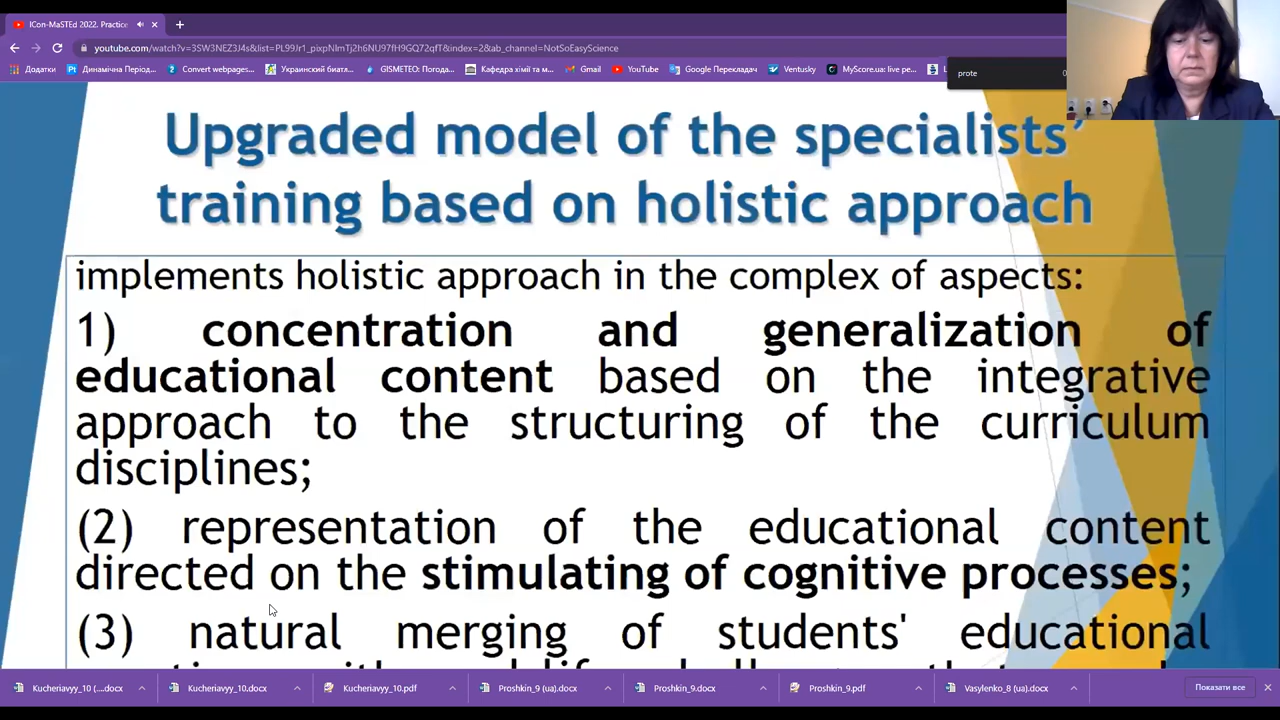 ICon-MaSTEd 2022. Practice
youtube.com/watch?v=3SW3NEZ3J4s&list=PL99Jr1_pixpNlmTj2h6NU97fH9GQ72qfT&index=2&ab_channel=NotSoEasyScience
Додатки Динамічна Період... Convert webpages... Украинский биатл... GISMETEO: Погода... Кафедра хімії та м... Gmail YouTube Google Перекладач Ventusky MyScore.ua: live ре...
prote
Upgraded model of the specialists’
training based on holistic approach
implements holistic approach in the complex of aspects:
1) concentration and generalization of
educational content based on the integrative
approach to the structuring of the curriculum
disciplines;
(2) representation of the educational content
directed on the stimulating of cognitive processes;
(3) natural merging of students' educational
Kucheriavyy_10 (....docx Kucheriavyy_10.docx Kucheriavyy_10.pdf Proshkin_9 (ua).docx Proshkin_9.docx Proshkin_9.pdf Vasylenko_8 (ua).docx Показати все